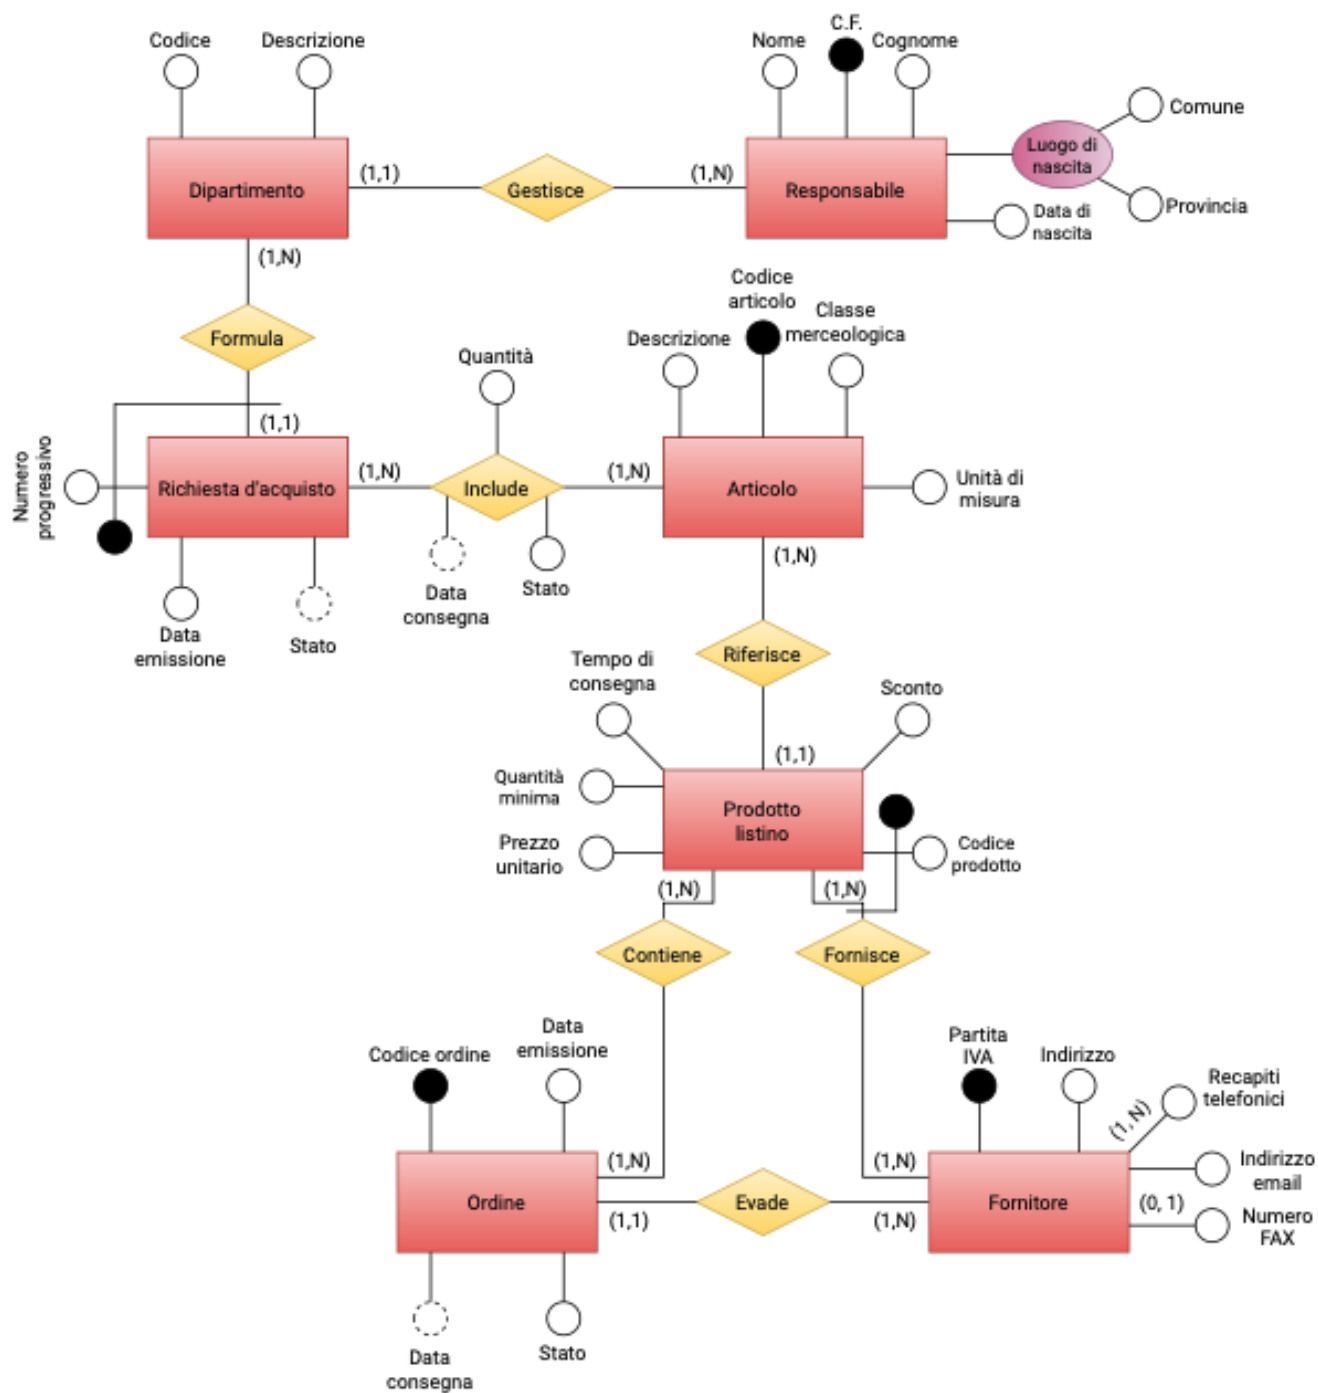 Codice
Descrizione
Nome
C.F.
Cognome
Comune
Luogo di
nascita
Provincia
Data di
nascita
Dipartimento
(1,1)
Gestisce
(1,N)
Responsabile
(1,N)
Formula
(1,1)
Numero
progressivo
Richiesta d'acquisto
Data
emissione
Stato
(1,N)
Quantità
Include
Data
consegna
Stato
(1,N)
Descrizione
Codice
articolo
Classe
merceologica
Articolo
Unità di
misura
(1,N)
Riferisce
(1,1)
Tempo di
consegna
Sconto
Quantità
minima
Prodotto
listino
Prezzo
unitario
Codice
prodotto
(1,N)
(1,N)
Contiene
Fornisce
Codice ordine
Data
emissione
Partita
IVA
Indirizzo
Recapiti
telefonici
(1,N)
(1,N)
(1,N)
Ordine
(1,1)
Evade
(1,N)
Fornitore
Indirizzo
email
(0, 1)
Numero
FAX
Data
consegna
Stato